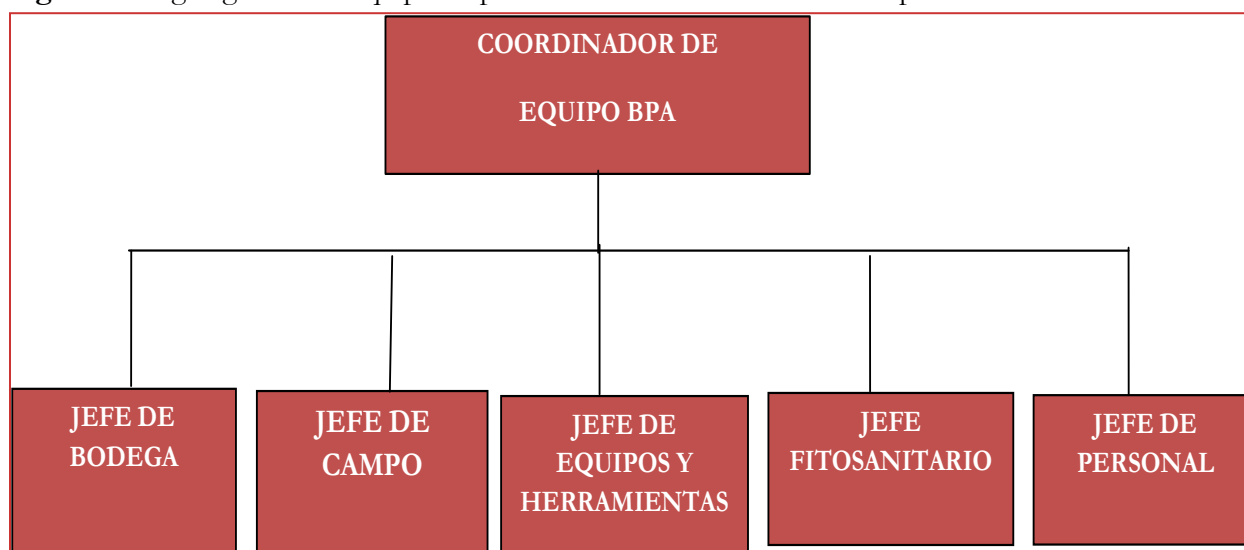 COORDINADOR DE
EQUIPO BPA
JEFE DE
BODEGA
JEFE DE
CAMPO
JEFE DE
EQUIPOS Y
HERRAMIENTAS
JEFE
FITOSANITARIO
JEFE DE
PERSONAL